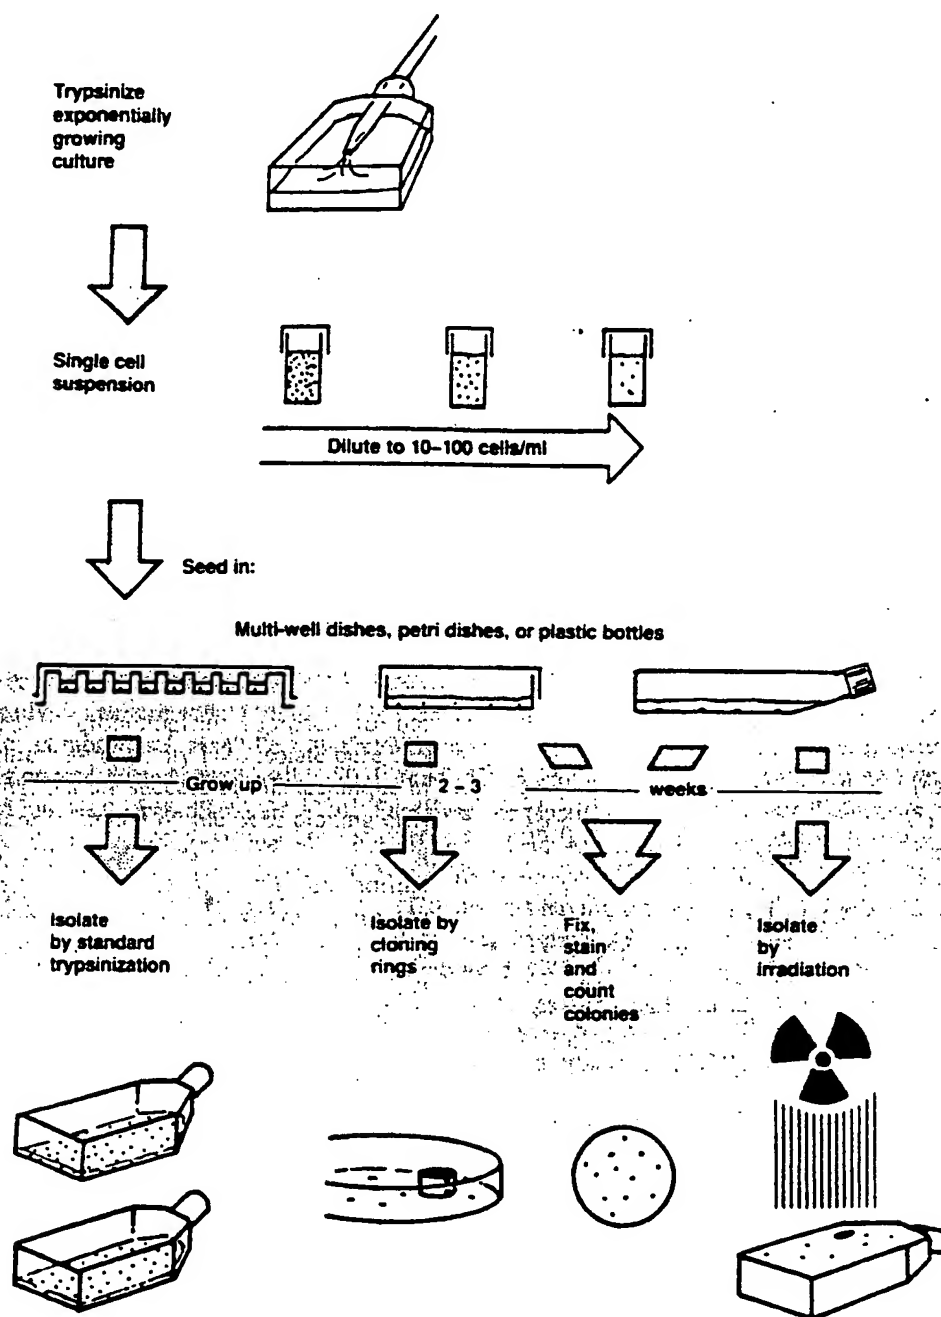 Trypsinize
exponentially
growing
culture
Single cell
suspension
Dilute to 10–100 cells/ml
Seed in:
Multi-well dishes, petri dishes, or plastic bottles
Grow up
2 – 3
weeks
Isolate
by standard
trypsinization
Isolate by
cloning
rings
Fix,
stain
and
count
colonies
Isolate
by
irradiation